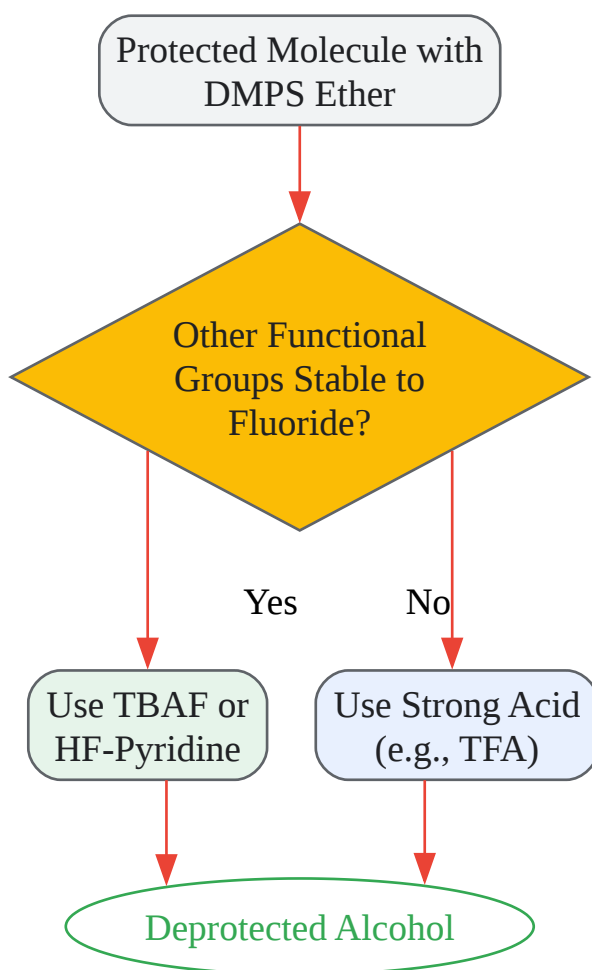 Protected Molecule with
DMPS Ether
Other Functional
Groups Stable to
Fluoride?
Yes
No
Use TBAF or
HF-Pyridine
Use Strong Acid
(e.g., TFA)
Deprotected Alcohol